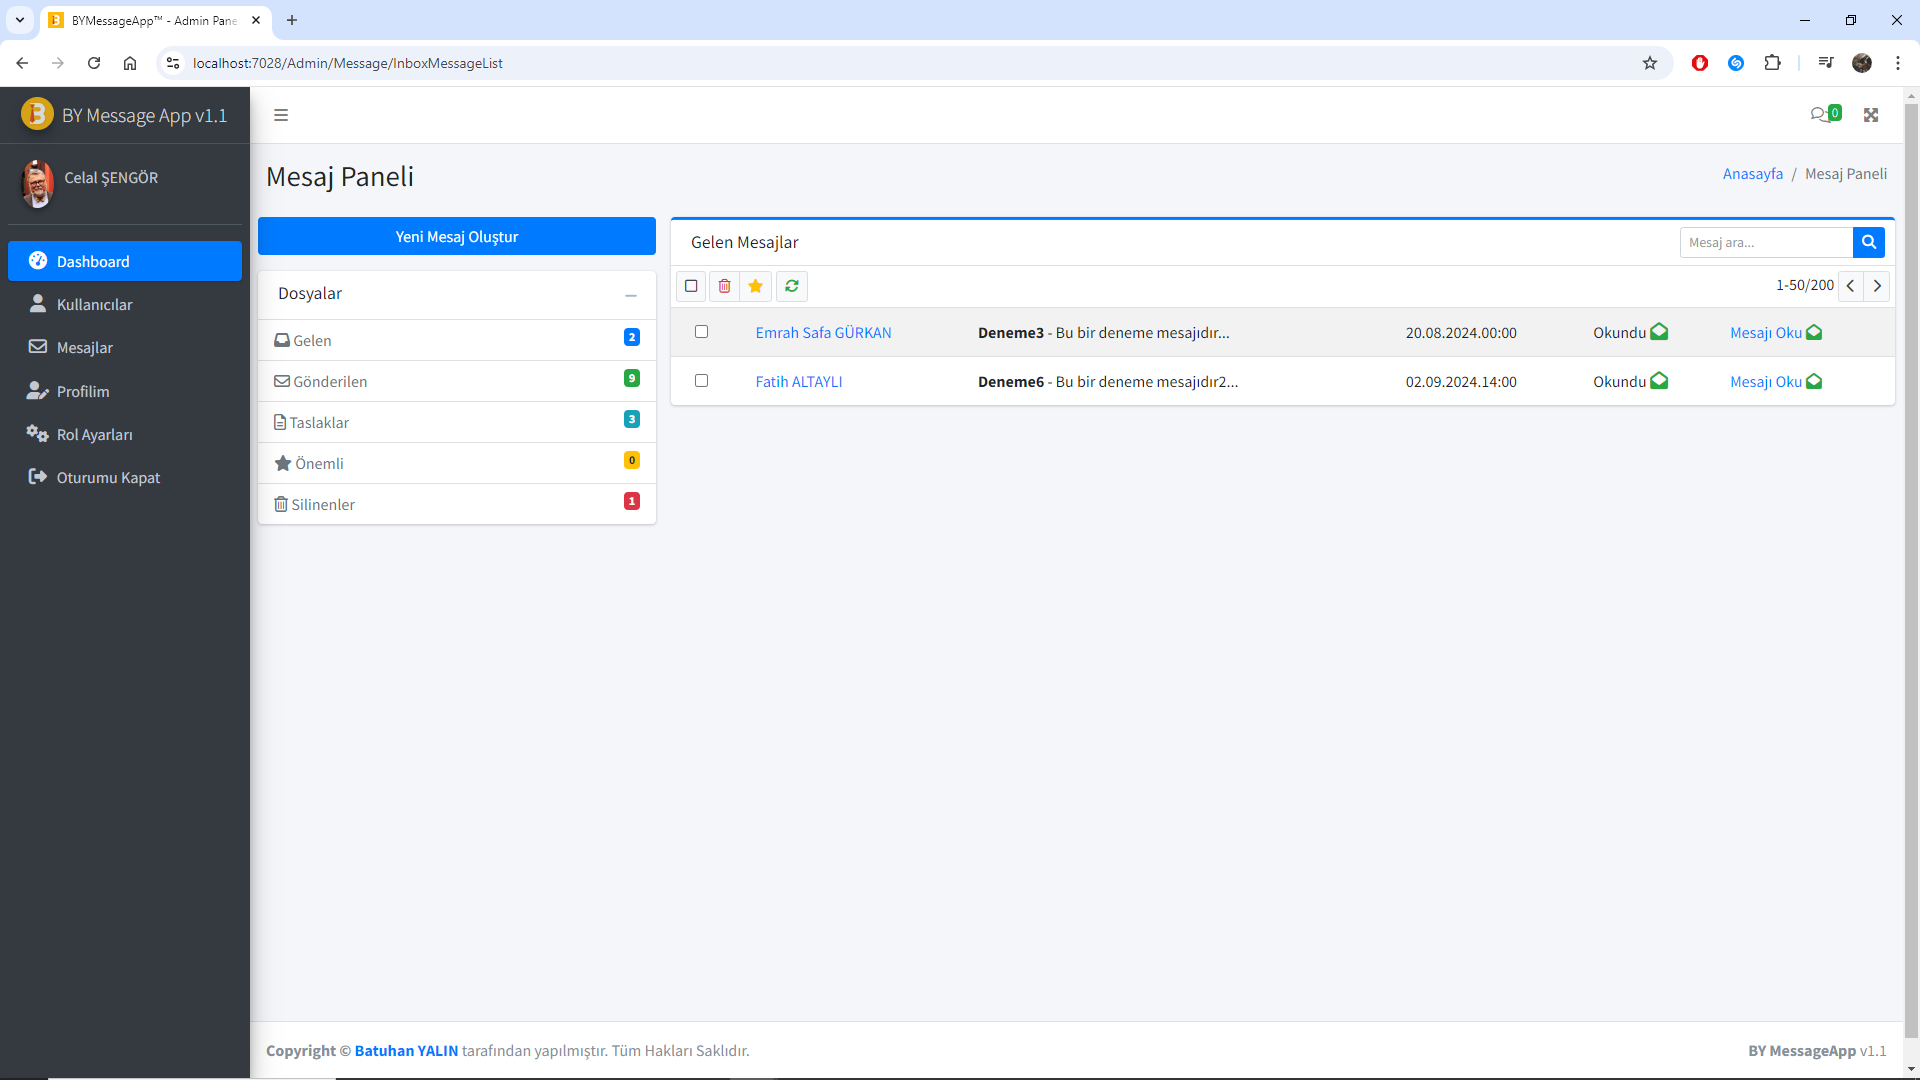 BYMessageApp™ - Admin Pane
localhost:7028/Admin/Message/InboxMessageList
BY Message App v1.1
0
Celal ŞENGÖR
Mesaj Paneli
Anasayfa / Mesaj Paneli
Dashboard
Kullanıcılar
Mesajlar
Profilim
Rol Ayarları
Oturumu Kapat
Yeni Mesaj Oluştur
Dosyalar
Gelen 2
Gönderilen 9
Taslaklar 3
Önemli 0
Silinenler 1
Gelen Mesajlar
Mesaj ara...
1-50/200
Emrah Safa GÜRKAN Deneme3 - Bu bir deneme mesajıdır... 20.08.2024.00:00 Okundu Mesajı Oku
Fatih ALTAYLI Deneme6 - Bu bir deneme mesajıdır2... 02.09.2024.14:00 Okundu Mesajı Oku
Copyright © Batuhan YALIN tarafından yapılmıştır. Tüm Hakları Saklıdır.
BY MessageApp v1.1